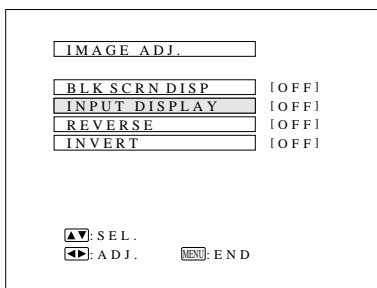 IMAGE ADJ.
BLK SCRN DISP [OFF]
INPUT DISPLAY [OFF]
REVERSE [OFF]
INVERT [OFF]
▲▼:SEL.
◀▶:ADJ. MENU:END